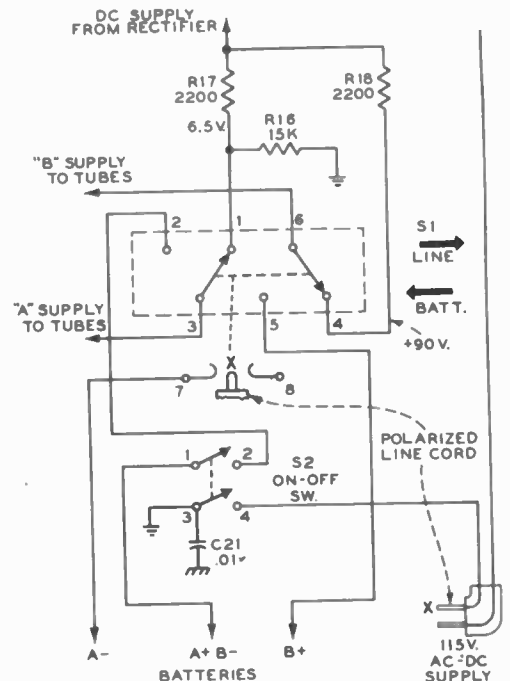 DC SUPPLY
FROM RECTIFIER
R17
2200
R18
2200
6.5V.
R16
15K
"B" SUPPLY
TO TUBES
2
1
6
S1
LINE
BATT.
"A" SUPPLY
TO TUBES
3
5
4
+90V.
X
7
8
POLARIZED
LINE CORD
1
2
S2
ON-OFF
SW.
3
4
C21
.01
X
A-
A+ B-
B+
BATTERIES
115V.
AC-DC
SUPPLY